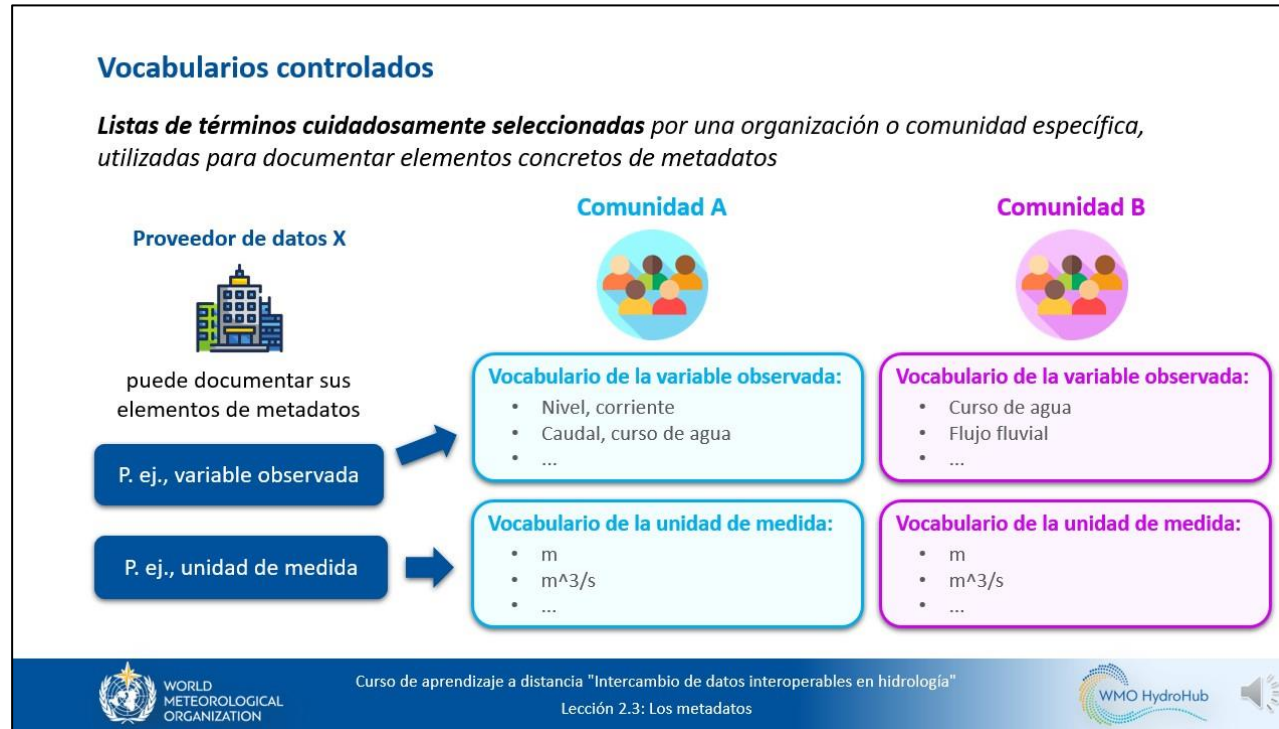 Vocabularios controlados
Listas de términos cuidadosamente seleccionadas por una organización o comunidad específica,
utilizadas para documentar elementos concretos de metadatos
Proveedor de datos X
puede documentar sus
elementos de metadatos
P. ej., variable observada
P. ej., unidad de medida
Comunidad A
Vocabulario de la variable observada:
• Nivel, corriente
• Caudal, curso de agua
• ...
Vocabulario de la unidad de medida:
• m
• m^3/s
• ...
Comunidad B
Vocabulario de la variable observada:
• Curso de agua
• Flujo fluvial
• ...
Vocabulario de la unidad de medida:
• m
• m^3/s
• ...
WORLD
METEOROLOGICAL
ORGANIZATION
Curso de aprendizaje a distancia "Intercambio de datos interoperables en hidrología"
Lección 2.3: Los metadatos
WMO HydroHub